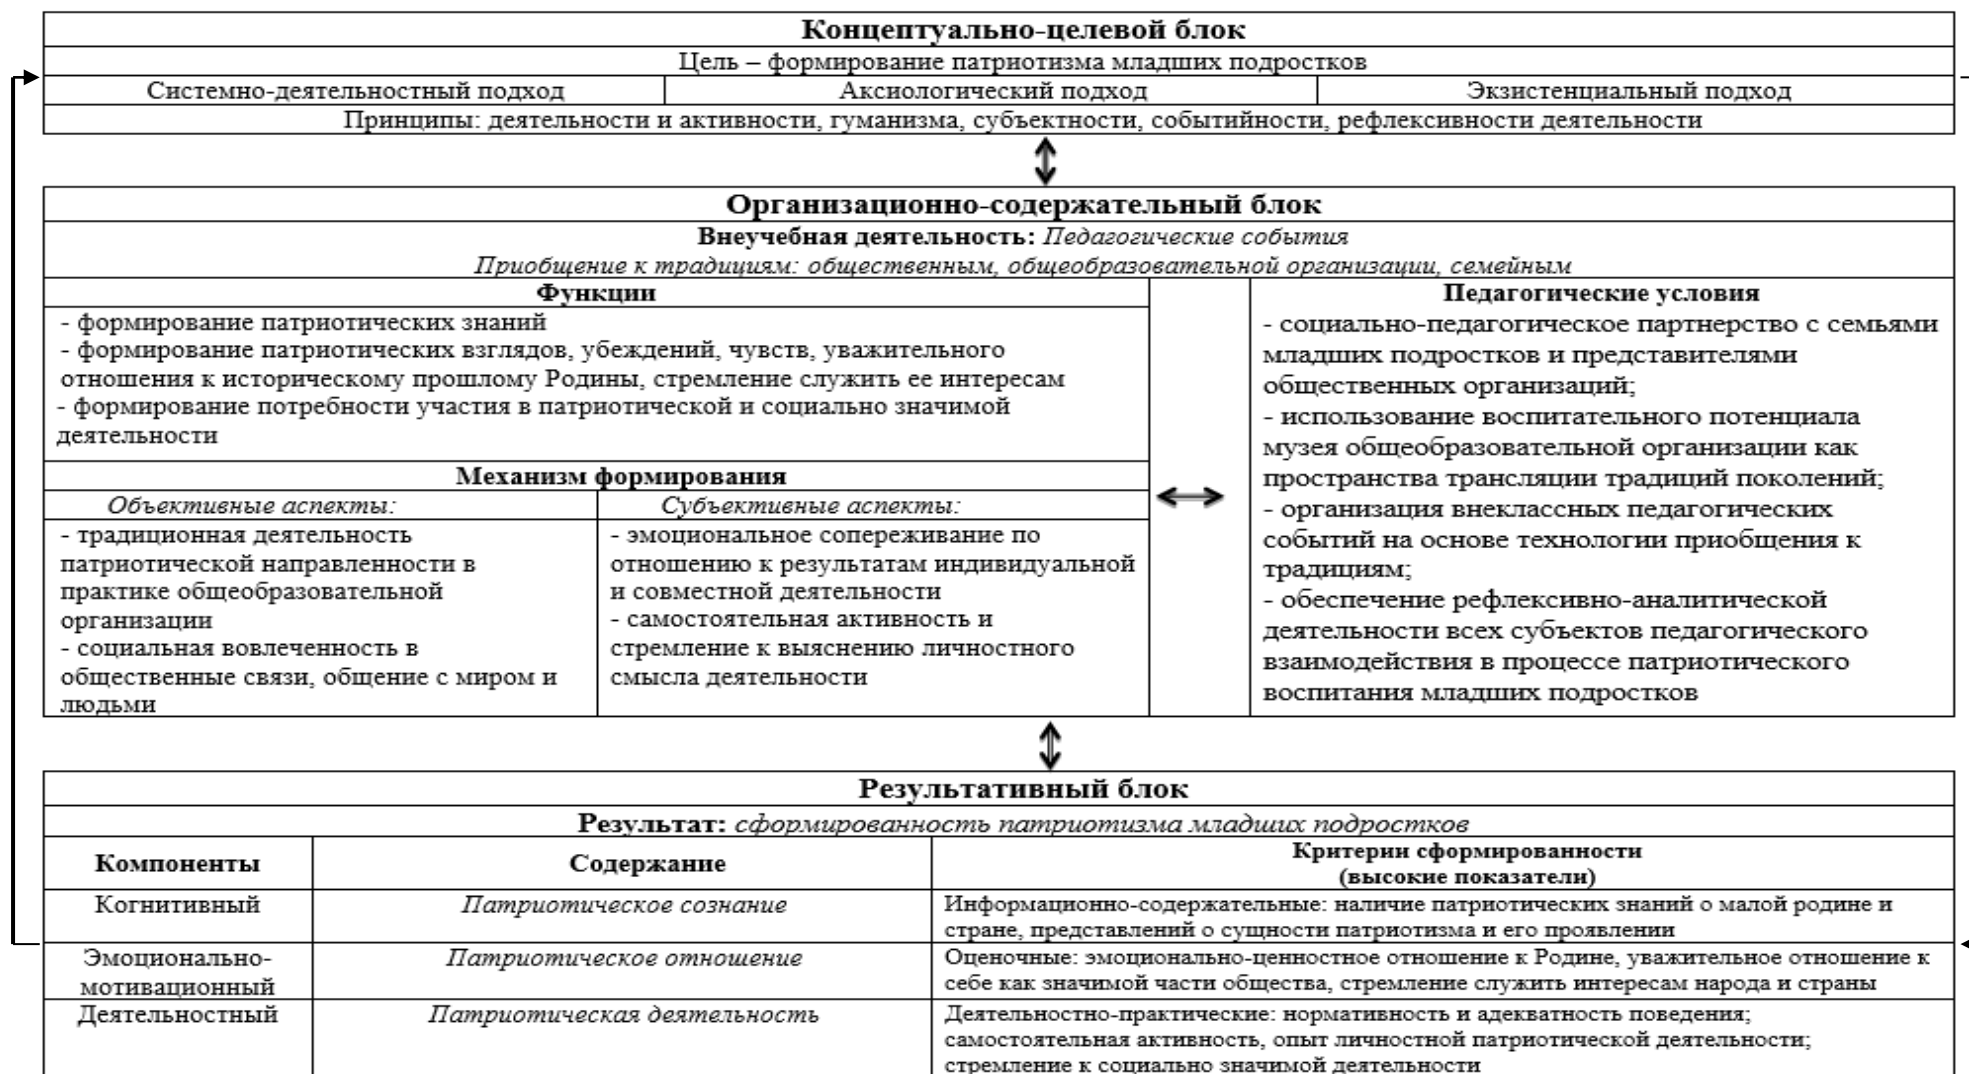 Концептуально-целевой блок
Цель – формирование патриотизма младших подростков
Системно-деятельностный подход
Аксиологический подход
Экзистенциальный подход
Принципы: деятельности и активности, гуманизма, субъектности, событийности, рефлексивности деятельности
Организационно-содержательный блок
Внеучебная деятельность: Педагогические события
Приобщение к традициям: общественным, общеобразовательной организации, семейным
Функции
- формирование патриотических знаний
- формирование патриотических взглядов, убеждений, чувств, уважительного
отношения к историческому прошлому Родины, стремление служить ее интересам
- формирование потребности участия в патриотической и социально значимой
деятельности
Механизм формирования
Объективные аспекты:
- традиционная деятельность
патриотической направленности в
практике общеобразовательной
организации
- социальная вовлеченность в
общественные связи, общение с миром и
людьми
Субъективные аспекты:
- эмоциональное сопереживание по
отношению к результатам индивидуальной
и совместной деятельности
- самостоятельная активность и
стремление к выяснению личностного
смысла деятельности
Педагогические условия
- социально-педагогическое партнерство с семьями
младших подростков и представителями
общественных организаций;
- использование воспитательного потенциала
музея общеобразовательной организации как
пространства трансляции традиций поколений;
- организация внеклассных педагогических
событий на основе технологии приобщения к
традициям;
- обеспечение рефлексивно-аналитической
деятельности всех субъектов педагогического
взаимодействия в процессе патриотического
воспитания младших подростков
Результативный блок
Результат: сформированность патриотизма младших подростков
Компоненты
Содержание
Критерии сформированности
(высокие показатели)
Когнитивный
Патриотическое сознание
Информационно-содержательные: наличие патриотических знаний о малой родине и
стране, представлений о сущности патриотизма и его проявлении
Эмоционально-
мотивационный
Патриотическое отношение
Оценочные: эмоционально-ценностное отношение к Родине, уважительное отношение к
себе как значимой части общества, стремление служить интересам народа и страны
Деятельностный
Патриотическая деятельность
Деятельностно-практические: нормативность и адекватность поведения;
самостоятельная активность, опыт личностной патриотической деятельности;
стремление к социально значимой деятельности